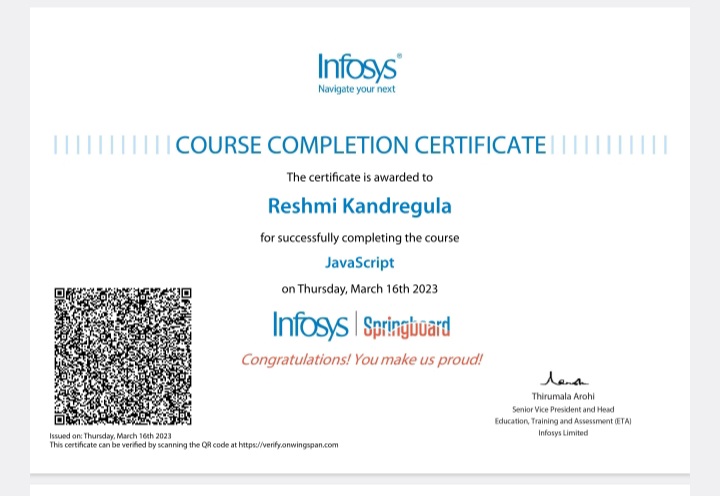 Infosys®
Navigate your next
COURSE COMPLETION CERTIFICATE
The certificate is awarded to
Reshmi Kandregula
for successfully completing the course
JavaScript
on Thursday, March 16th 2023
Infosys | Springboard
Congratulations! You make us proud!
Thirumala Arohi
Senior Vice President and Head
Education, Training and Assessment (ETA)
Infosys Limited
Issued on: Thursday, March 16th 2023
This certificate can be verified by scanning the QR code at https://verify.onwingspan.com